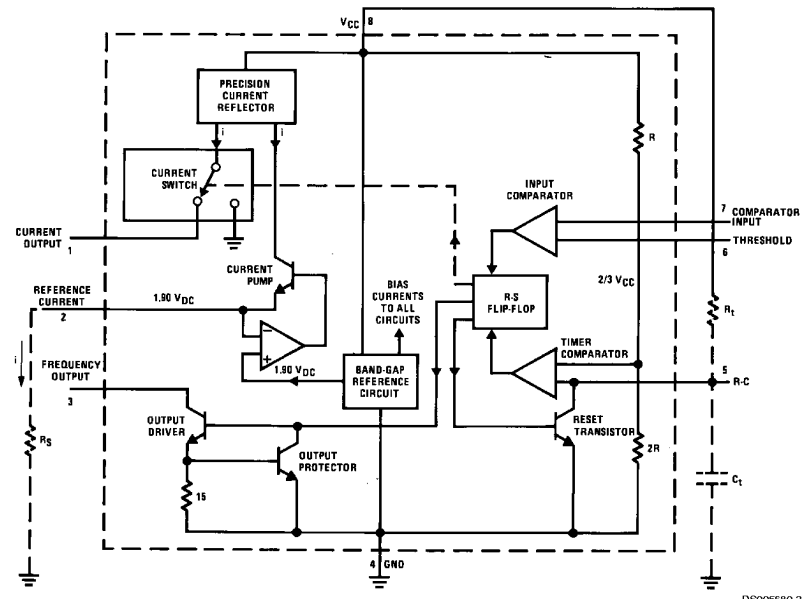 VCC 8
PRECISION
CURRENT
REFLECTOR
i
i
R
CURRENT
SWITCH
INPUT
COMPARATOR
7 COMPARATOR
INPUT
THRESHOLD
6
CURRENT
OUTPUT 1
CURRENT
PUMP
BIAS
CURRENTS
TO ALL
CIRCUITS
R-S
FLIP-FLOP
2/3 VCC
Rt
REFERENCE
CURRENT
2
1.90 VDC
i
−
+
1.90 VDC
BAND-GAP
REFERENCE
CIRCUIT
TIMER
COMPARATOR
5
R-C
FREQUENCY
OUTPUT
3
RS
OUTPUT
DRIVER
OUTPUT
PROTECTOR
RESET
TRANSISTOR
2R
15
Ct
4 GND
DS005680-2